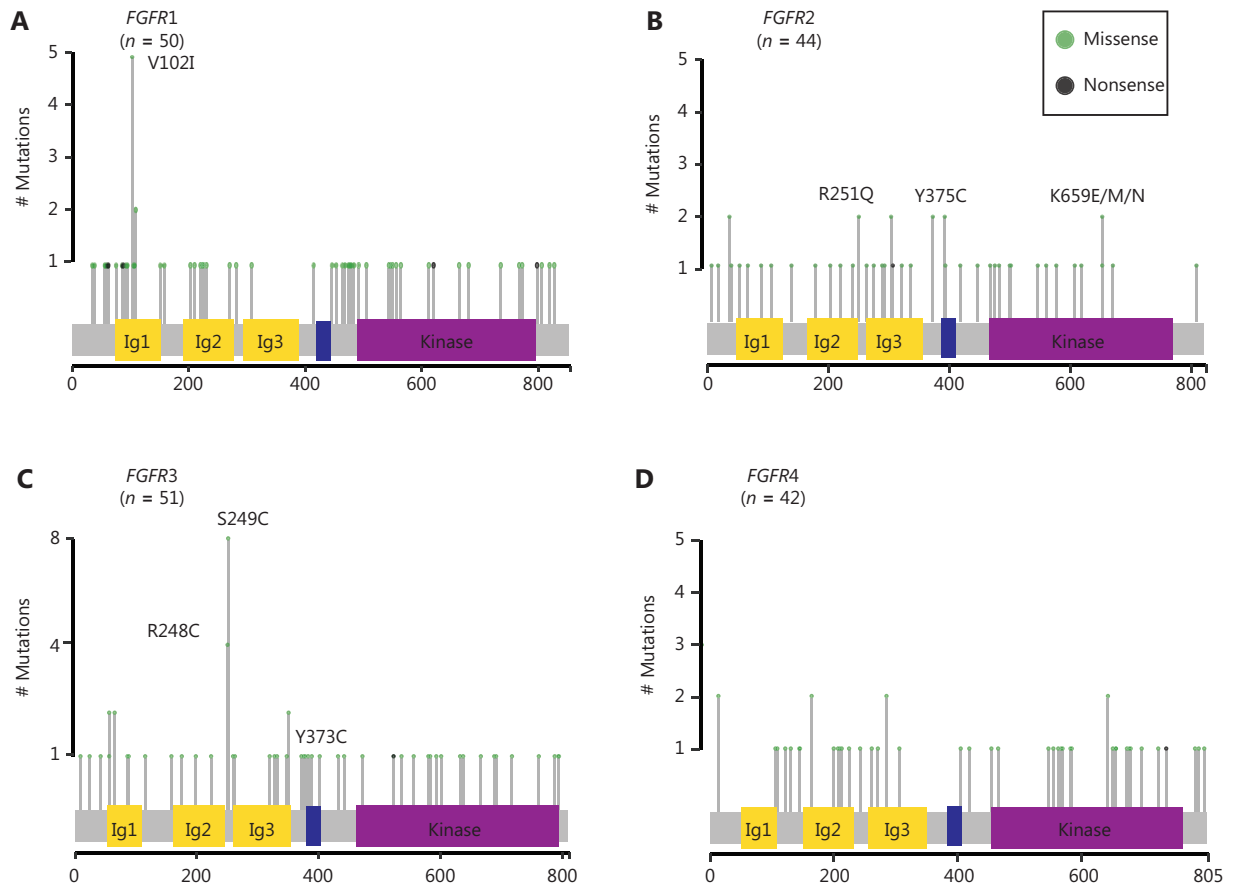 A
FGFR1
(n = 50)
5
4
3
2
1
# Mutations
V102I
Ig1
Ig2
Ig3
Kinase
0
200
400
600
800
B
FGFR2
(n = 44)
Missense
Nonsense
5
4
3
2
1
# Mutations
R251Q
Y375C
K659E/M/N
Ig1
Ig2
Ig3
Kinase
0
200
400
600
800
C
FGFR3
(n = 51)
8
4
1
# Mutations
S249C
R248C
Y373C
Ig1
Ig2
Ig3
Kinase
0
200
400
600
800
D
FGFR4
(n = 42)
5
4
3
2
1
# Mutations
Ig1
Ig2
Ig3
Kinase
0
200
400
600
805